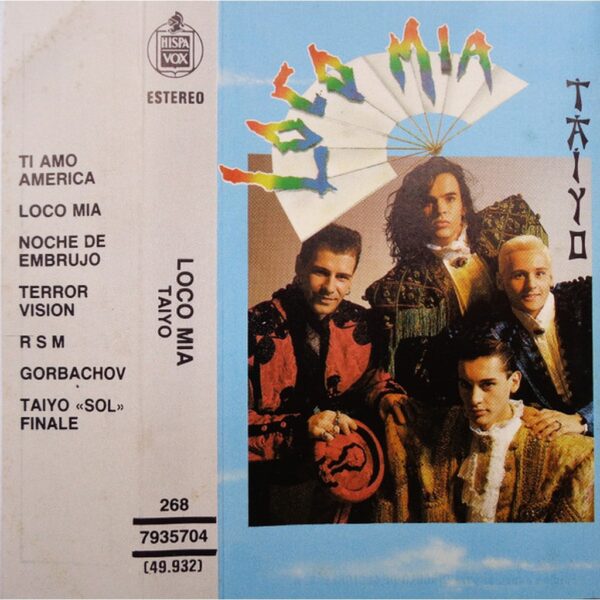 HISPA
VOX
ESTEREO
TI AMO
AMERICA
LOCO MIA
NOCHE DE
EMBRUJO
TERROR
VISION
R S M
GORBACHOV
TAIYO «SOL»
FINALE
268
7935704
(49.932)
LOCO MIA
TAIYO
LOCO MIA
TAIYO